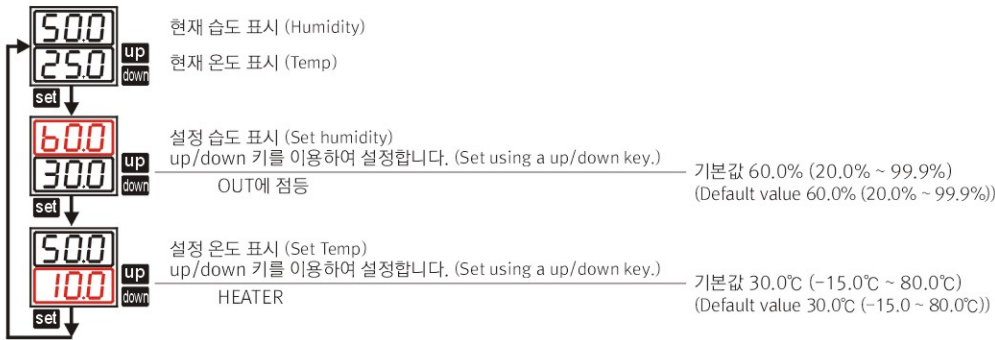 50.0
현재 습도 표시 (Humidity)
25.0
up
down
현재 온도 표시 (Temp)
set
60.0
설정 습도 표시 (Set humidity)
up/down 키를 이용하여 설정합니다. (Set using a up/down key.)
30.0
up
down
OUT에 점등
기본값 60.0% (20.0% ~ 99.9%)
(Default value 60.0% (20.0% ~ 99.9%))
set
50.0
설정 온도 표시 (Set Temp)
up/down 키를 이용하여 설정합니다. (Set using a up/down key.)
10.0
up
down
HEATER
기본값 30.0℃ (-15.0℃ ~ 80.0℃)
(Default value 30.0℃ (-15.0 ~ 80.0℃))
set